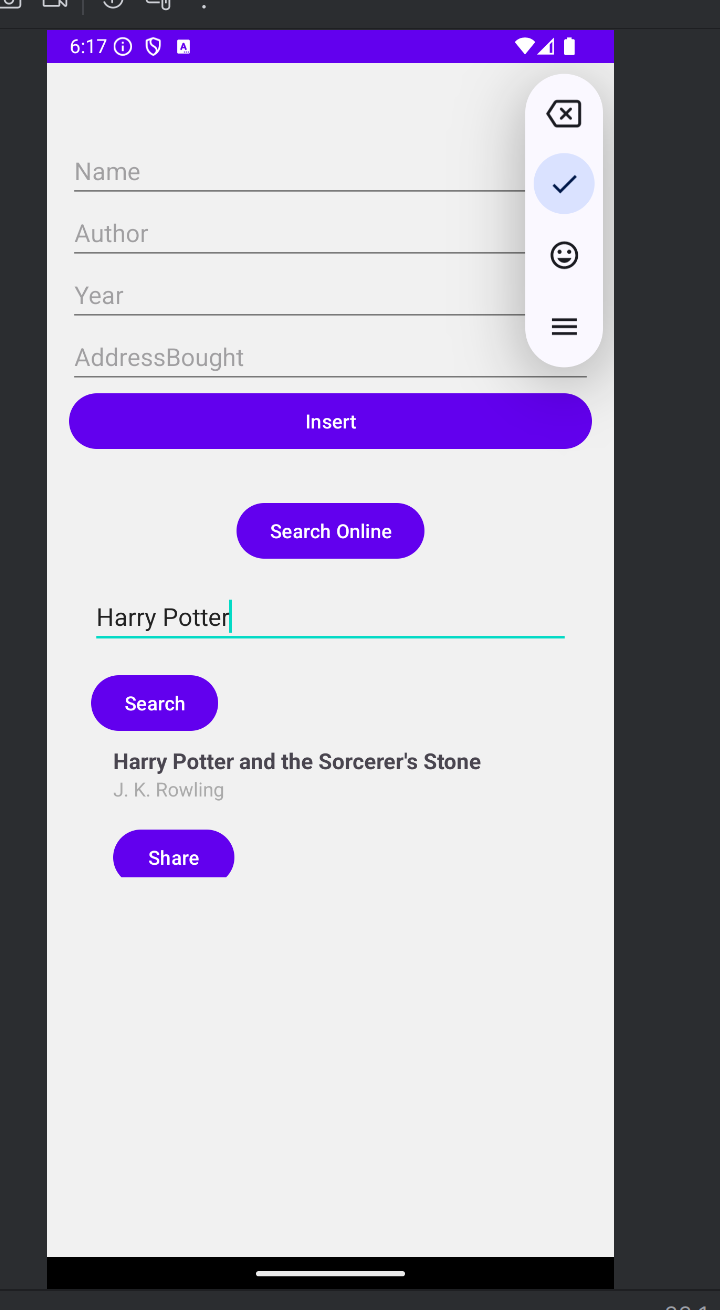 6:17
A
Name
Author
Year
AddressBought
Insert
Search Online
Harry Potter
Search
Harry Potter and the Sorcerer's Stone
J. K. Rowling
Share